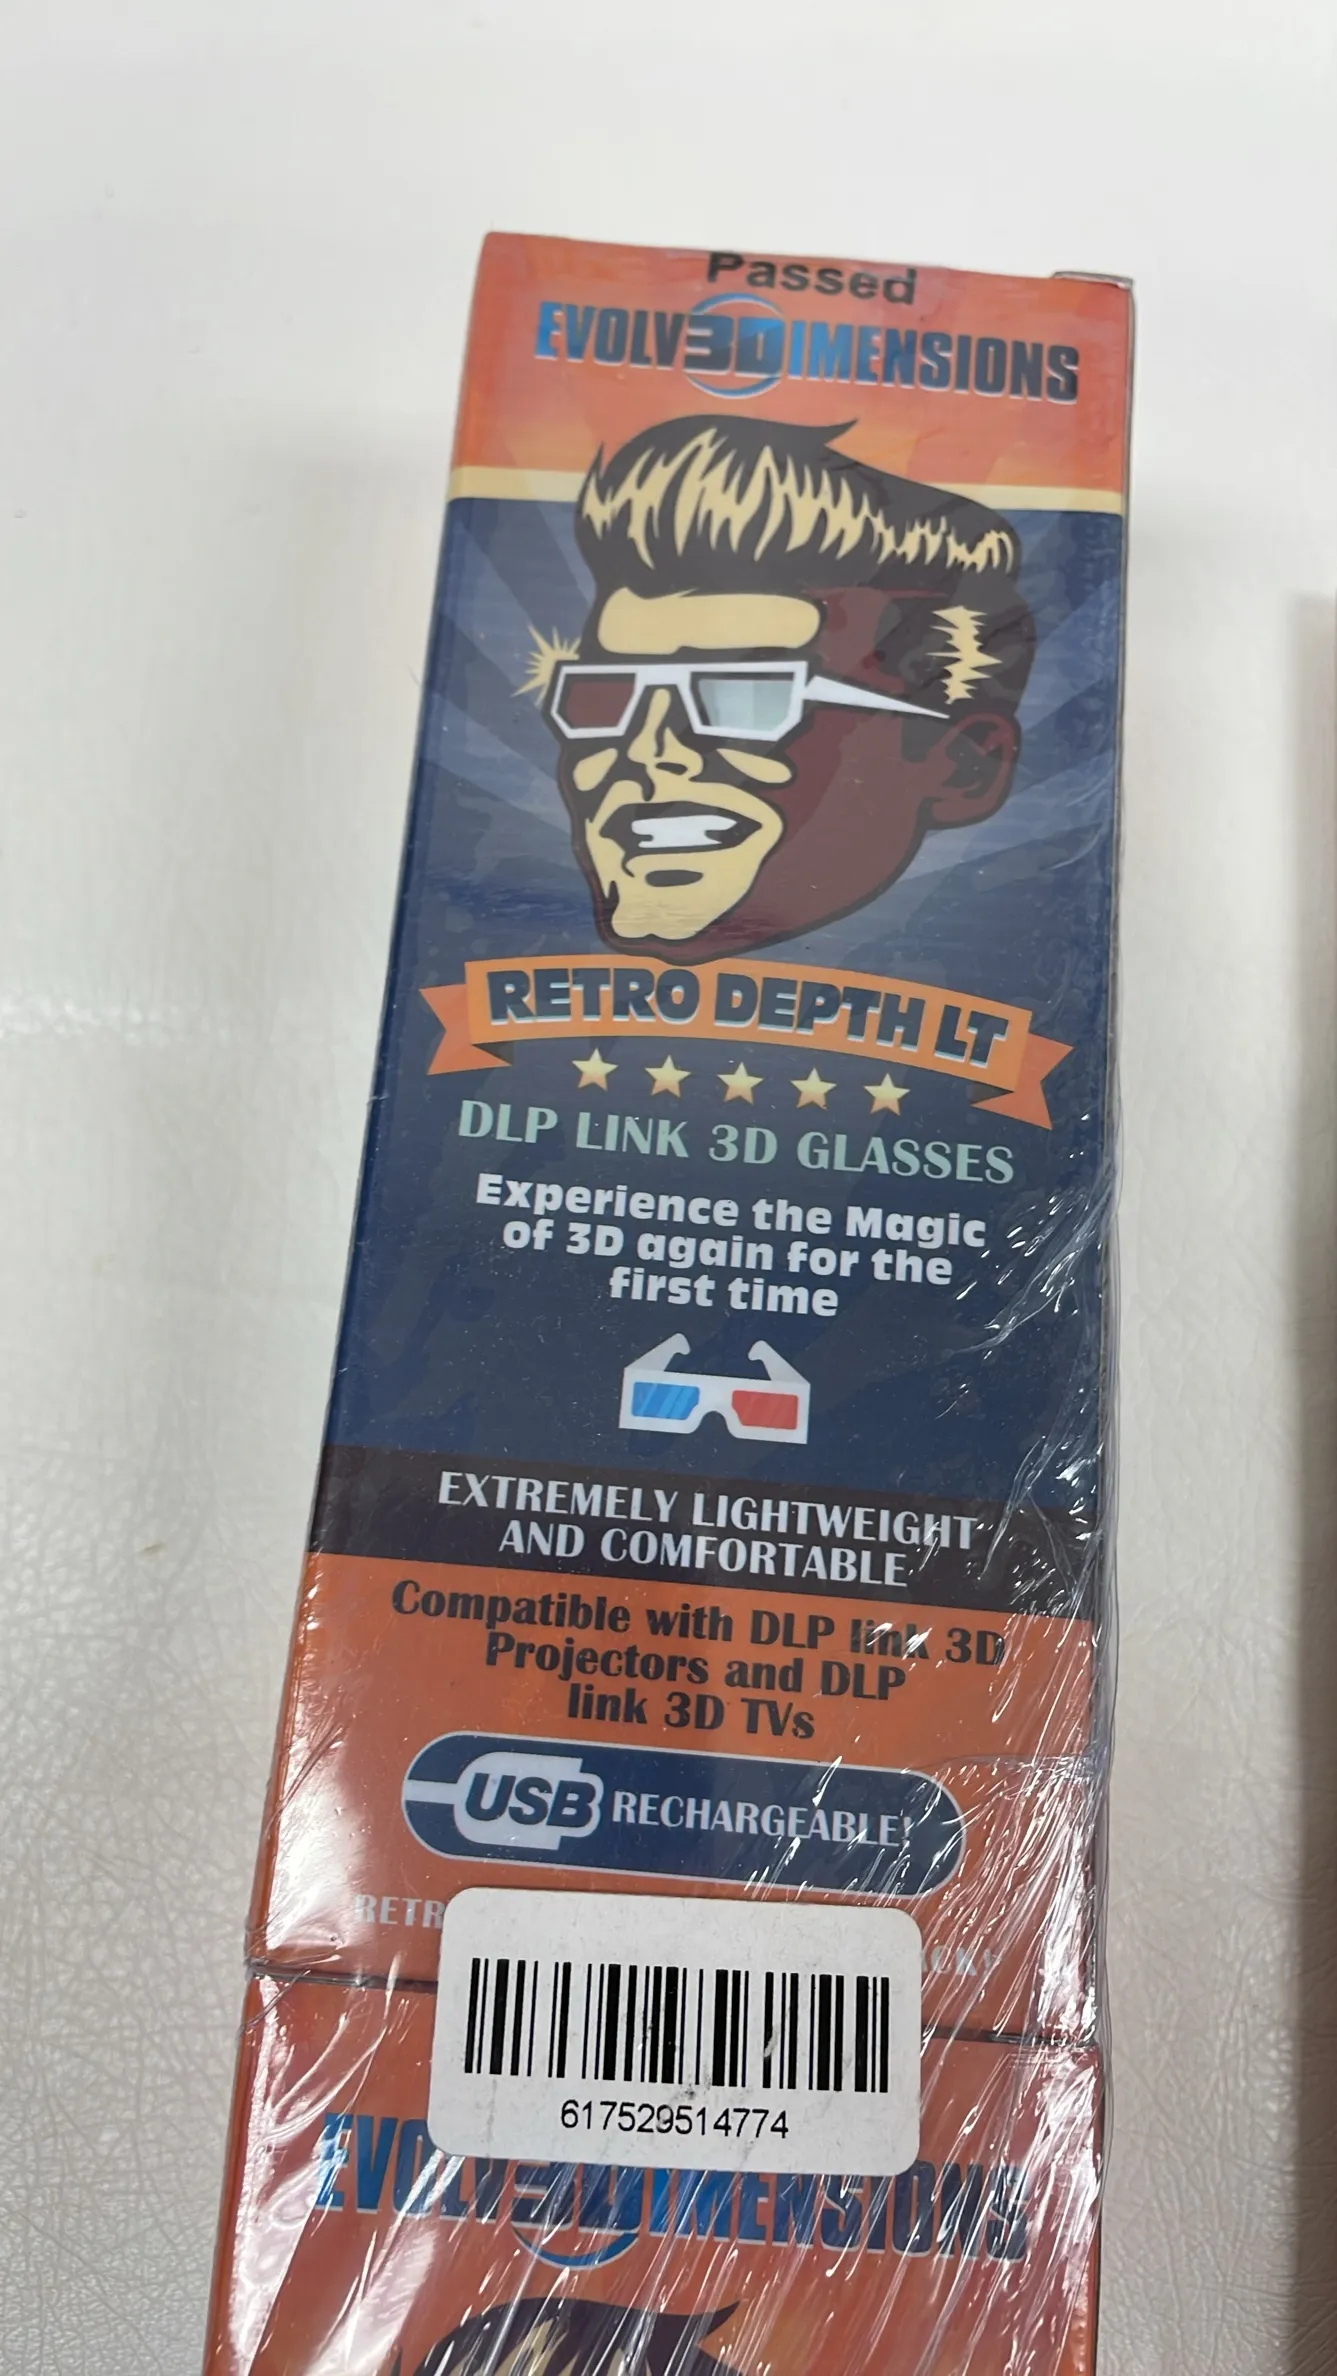 Passed
EVOLV3DIMENSIONS
RETRO DEPTH LT
DLP LINK 3D GLASSES
Experience the Magic
of 3D again for the
first time
EXTREMELY LIGHTWEIGHT
AND COMFORTABLE
Compatible with DLP link 3D
Projectors and DLP
link 3D TVs
USB RECHARGEABLE!
617529514774
EVOLV3DIMENSIONS